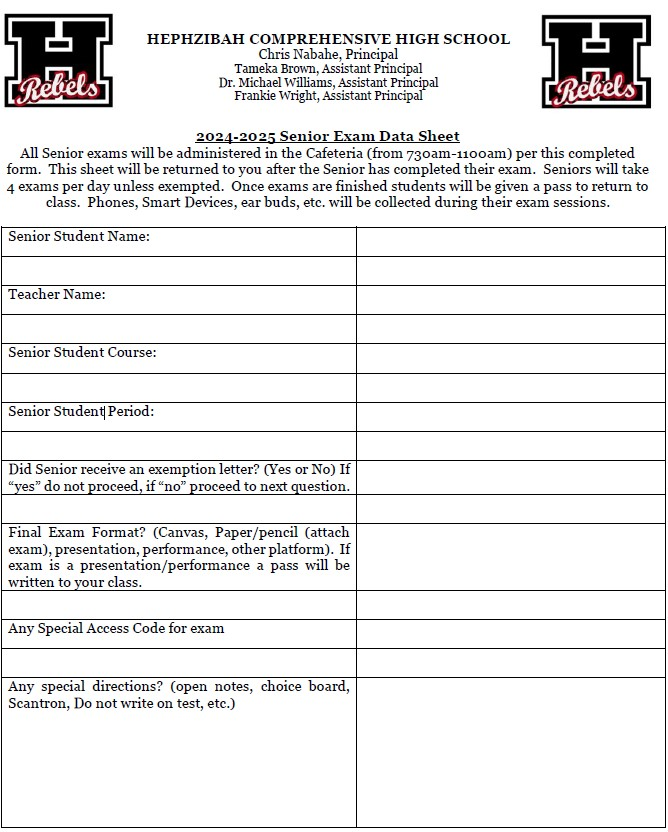 H
Rebels
HEPHZIBAH COMPREHENSIVE HIGH SCHOOL
Chris Nabahe, Principal
Tameka Brown, Assistant Principal
Dr. Michael Williams, Assistant Principal
Frankie Wright, Assistant Principal
H
Rebels
2024-2025 Senior Exam Data Sheet
All Senior exams will be administered in the Cafeteria (from 730am-1100am) per this completed
form. This sheet will be returned to you after the Senior has completed their exam. Seniors will take
4 exams per day unless exempted. Once exams are finished students will be given a pass to return to
class. Phones, Smart Devices, ear buds, etc. will be collected during their exam sessions.
Senior Student Name:
Teacher Name:
Senior Student Course:
Senior Student Period:
Did Senior receive an exemption letter? (Yes or No) If
“yes” do not proceed, if “no” proceed to next question.
Final Exam Format? (Canvas, Paper/pencil (attach
exam), presentation, performance, other platform). If
exam is a presentation/performance a pass will be
written to your class.
Any Special Access Code for exam
Any special directions? (open notes, choice board,
Scantron, Do not write on test, etc.)